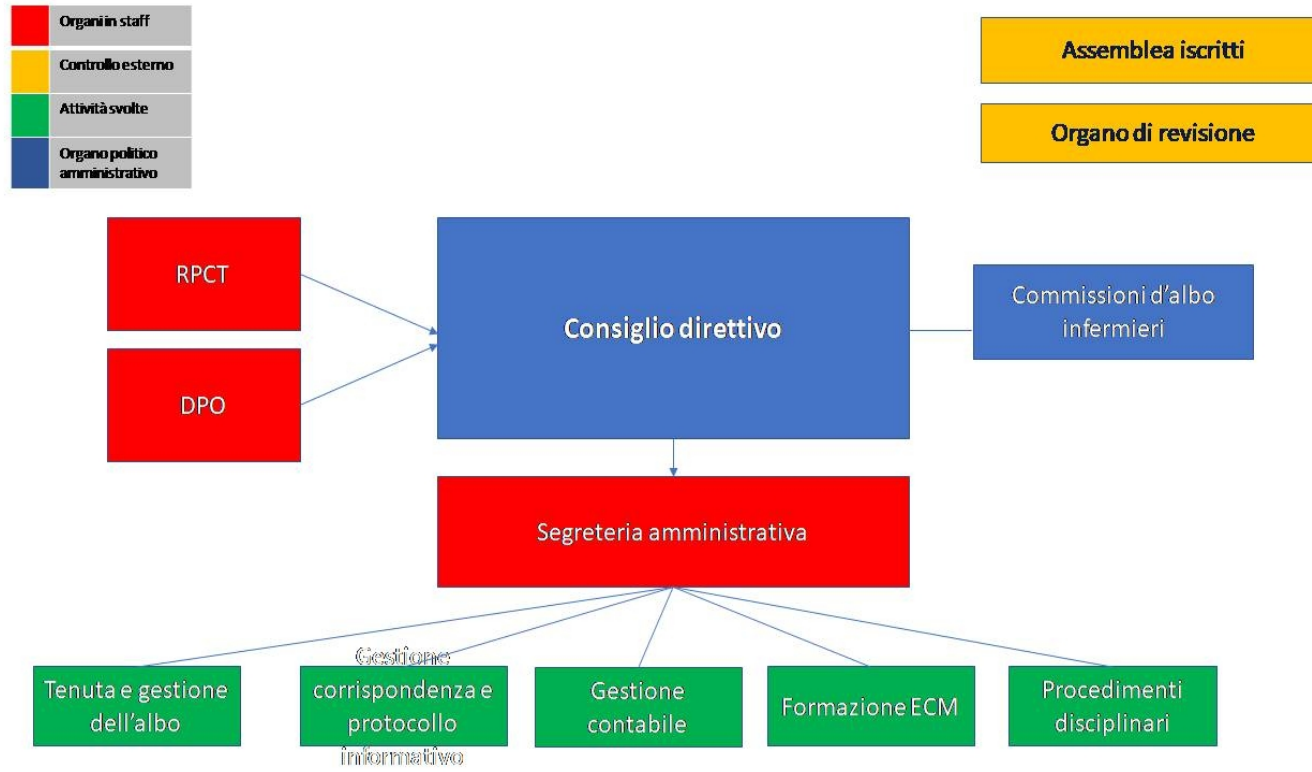 Organi in staff
Controllo esterno
Attività svolte
Organo politico
amministrativo
Assemblea iscritti
Organo di revisione
RPCT
DPO
Consiglio direttivo
Commissioni d'albo
infermieri
Segreteria amministrativa
Tenuta e gestione
dell'albo
Gestione
corrispondenza e
protocollo
informativo
Gestione
contabile
Formazione ECM
Procedimenti
disciplinari